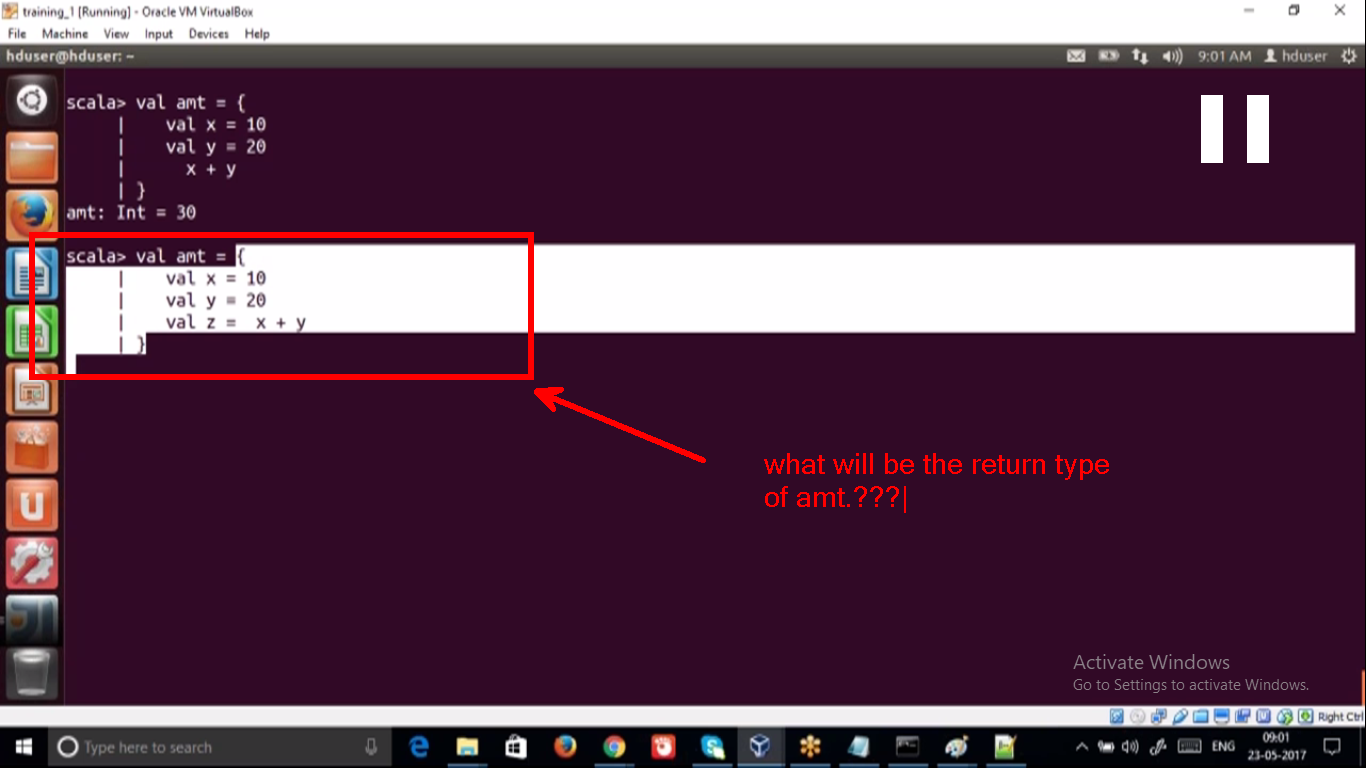 training_1 [Running] - Oracle VM VirtualBox
File Machine View Input Devices Help
hduser@hduser: ~ 9:01 AM hduser
scala> val amt = {
| val x = 10
| val y = 20
| x + y
| }
amt: Int = 30
scala> val amt = {
| val x = 10
| val y = 20
| val z = x + y
| }
what will be the return type
of amt.???|
Activate Windows
Go to Settings to activate Windows.
Right Ctrl
Type here to search
ENG
09:01
23-05-2017